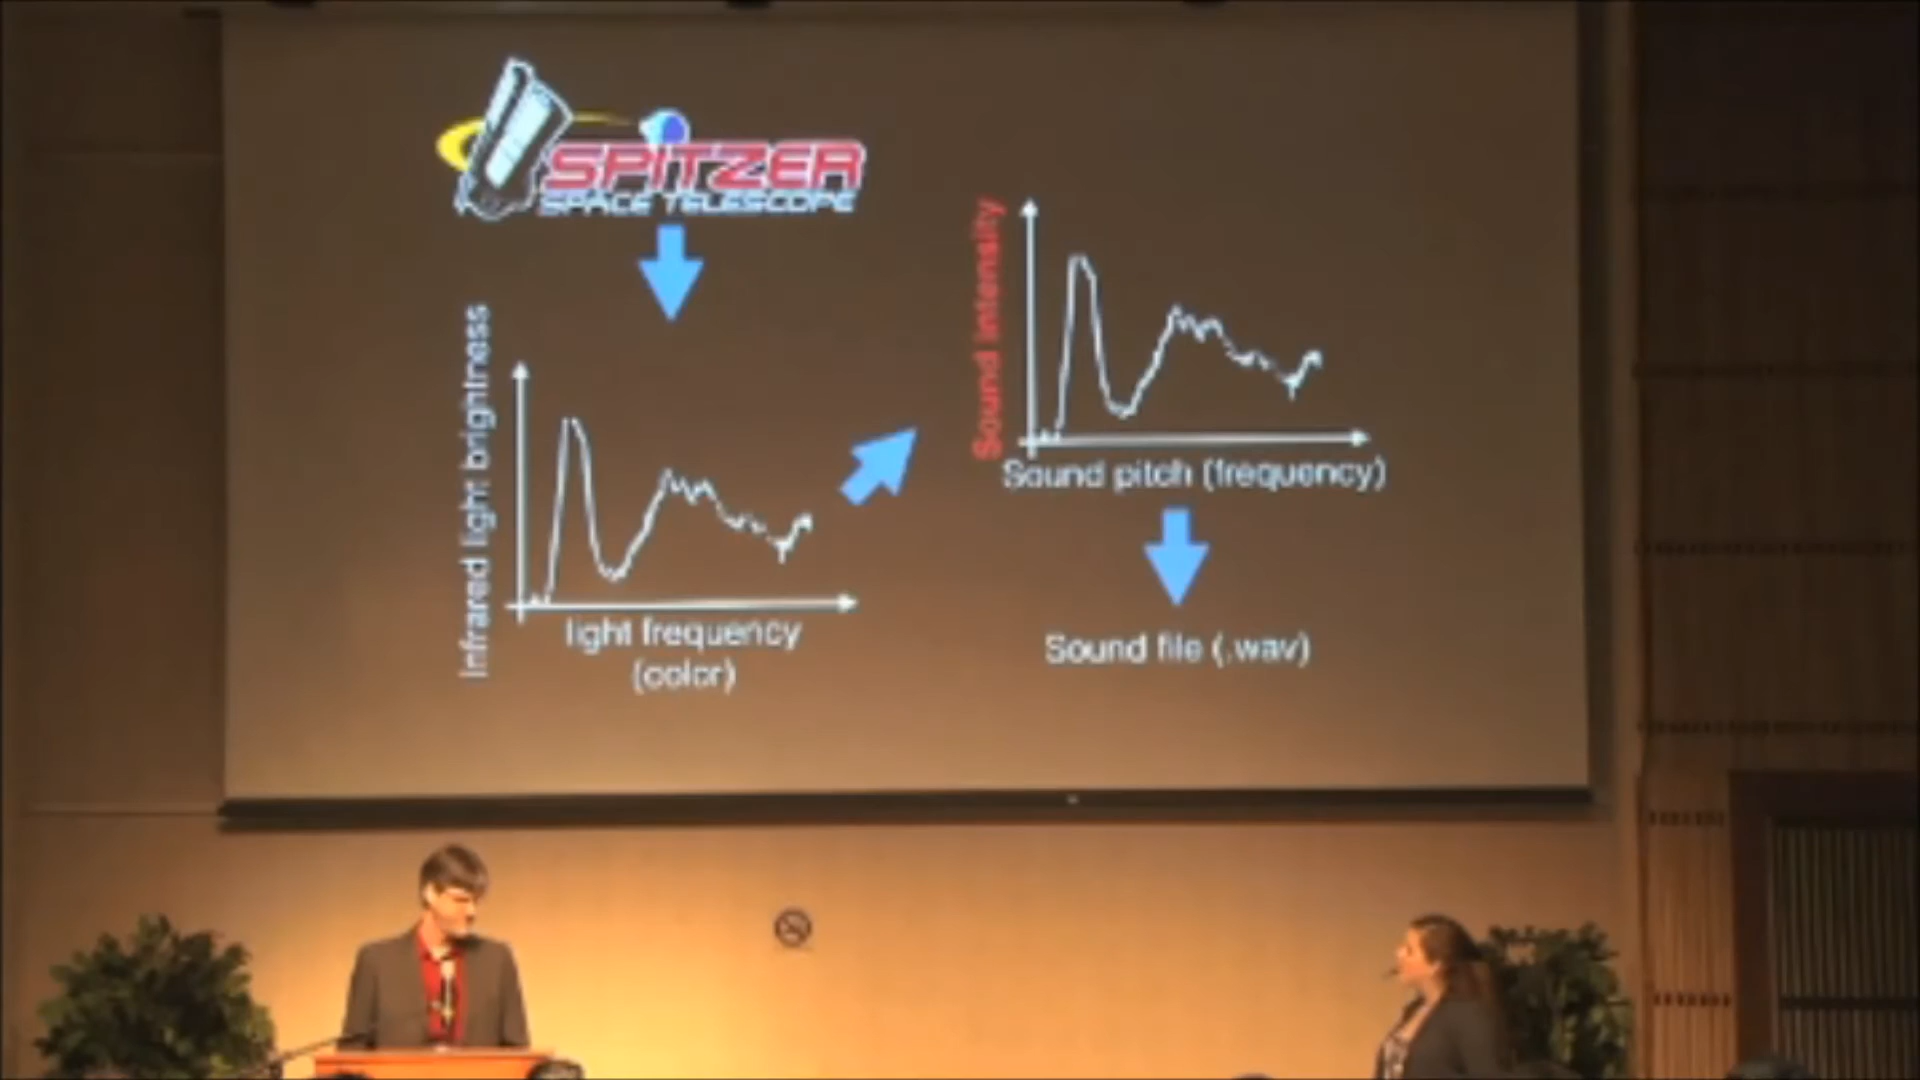 SPITZER
SPACE TELESCOPE
Infrared light brightness
light frequency
(color)
Sound intensity
Sound pitch (frequency)
Sound file (.wav)